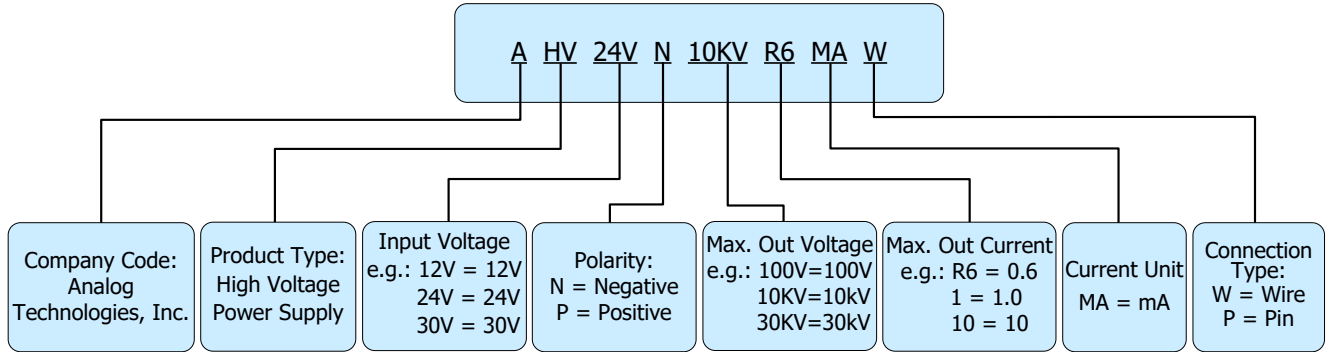 A HV 24V N 10KV R6 MA W
Company Code:
Analog
Technologies, Inc.
Product Type:
High Voltage
Power Supply
Input Voltage
e.g.: 12V = 12V
24V = 24V
30V = 30V
Polarity:
N = Negative
P = Positive
Max. Out Voltage
e.g.: 100V=100V
10KV=10kV
30KV=30kV
Max. Out Current
e.g.: R6 = 0.6
1 = 1.0
10 = 10
Current Unit
MA = mA
Connection
Type:
W = Wire
P = Pin